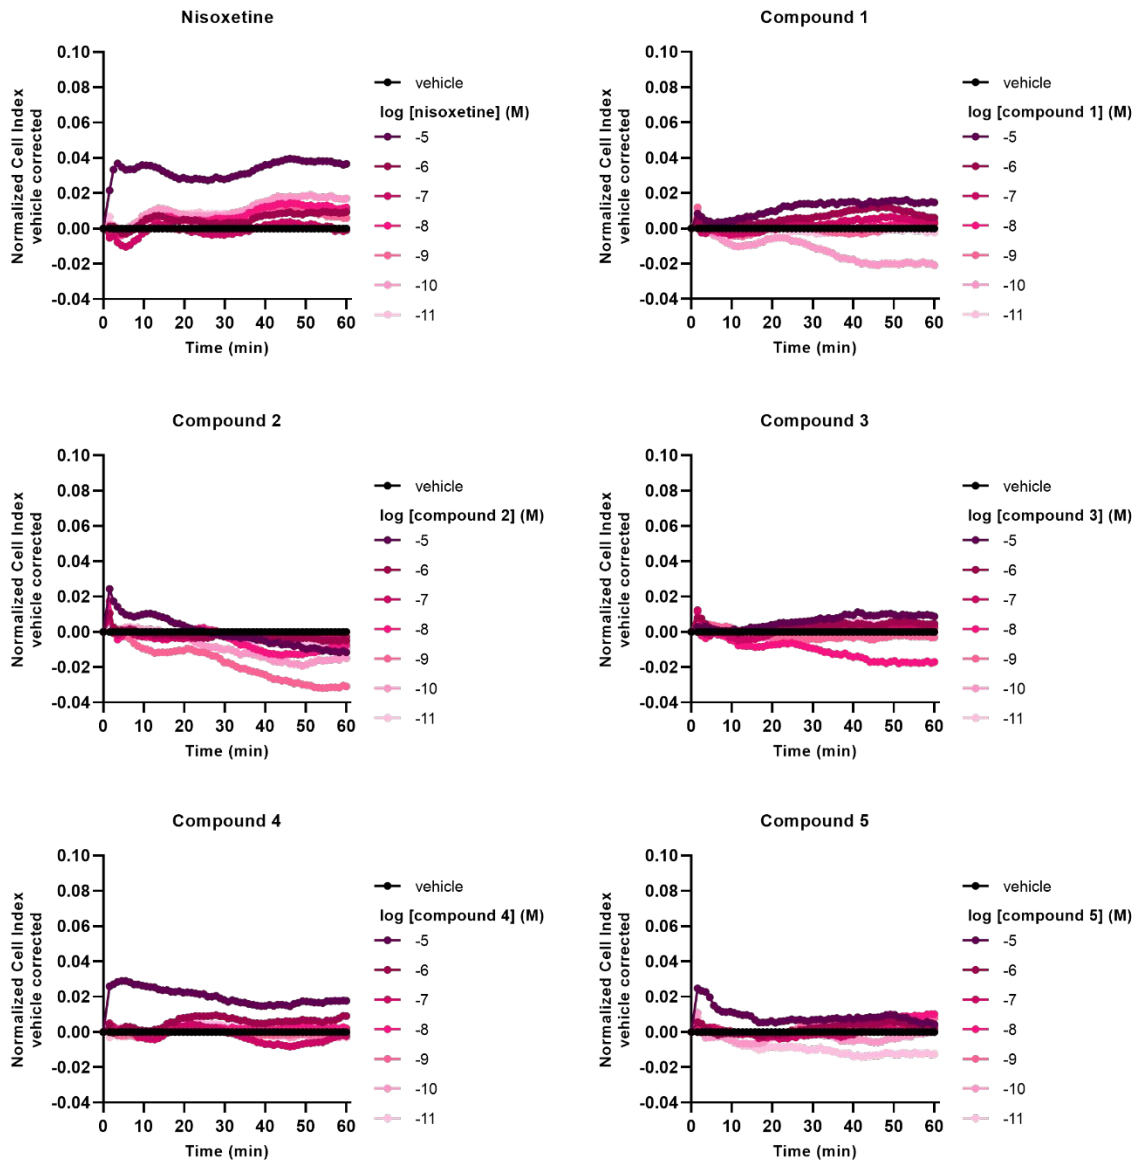 Nisoxetine
Normalized Cell Index
vehicle corrected
0.10
0.08
0.06
0.04
0.02
0.00
-0.02
-0.04
0 10 20 30 40 50 60
Time (min)
vehicle
log [nisoxetine] (M)
-5
-6
-7
-8
-9
-10
-11
Compound 1
Normalized Cell Index
vehicle corrected
0.10
0.08
0.06
0.04
0.02
0.00
-0.02
-0.04
0 10 20 30 40 50 60
Time (min)
vehicle
log [compound 1] (M)
-5
-6
-7
-8
-9
-10
-11
Compound 2
Normalized Cell Index
vehicle corrected
0.10
0.08
0.06
0.04
0.02
0.00
-0.02
-0.04
0 10 20 30 40 50 60
Time (min)
vehicle
log [compound 2] (M)
-5
-6
-7
-8
-9
-10
-11
Compound 3
Normalized Cell Index
vehicle corrected
0.10
0.08
0.06
0.04
0.02
0.00
-0.02
-0.04
0 10 20 30 40 50 60
Time (min)
vehicle
log [compound 3] (M)
-5
-6
-7
-8
-9
-10
-11
Compound 4
Normalized Cell Index
vehicle corrected
0.10
0.08
0.06
0.04
0.02
0.00
-0.02
-0.04
0 10 20 30 40 50 60
Time (min)
vehicle
log [compound 4] (M)
-5
-6
-7
-8
-9
-10
-11
Compound 5
Normalized Cell Index
vehicle corrected
0.10
0.08
0.06
0.04
0.02
0.00
-0.02
-0.04
0 10 20 30 40 50 60
Time (min)
vehicle
log [compound 5] (M)
-5
-6
-7
-8
-9
-10
-11